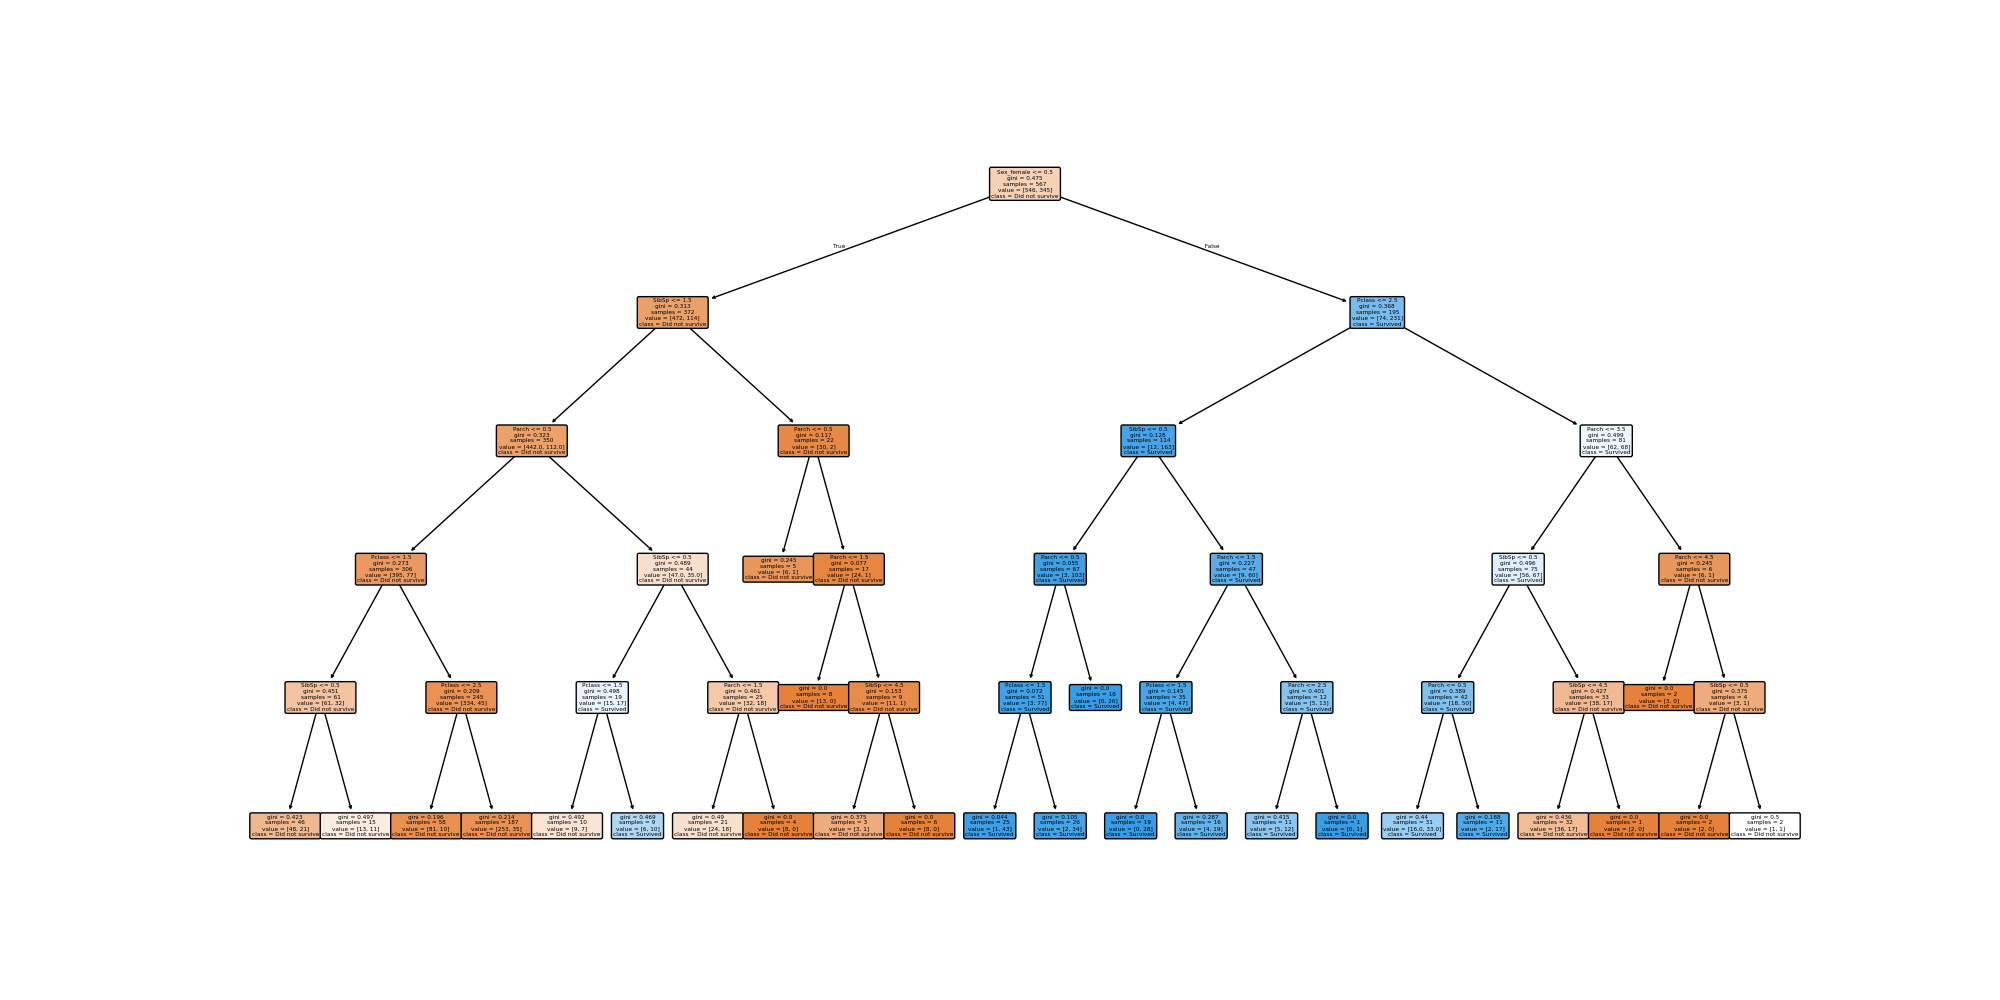 Sex_female <= 0.5
gini = 0.475
samples = 567
value = [546, 345]
class = Did not survive
True
False
SibSp <= 1.5
gini = 0.313
samples = 372
value = [472, 114]
class = Did not survive
Pclass <= 2.5
gini = 0.368
samples = 195
value = [74, 231]
class = Survived
Parch <= 0.5
gini = 0.323
samples = 350
value = [442.0, 112.0]
class = Did not survive
Parch <= 0.5
gini = 0.117
samples = 22
value = [30, 2]
class = Did not survive
SibSp <= 0.5
gini = 0.128
samples = 114
value = [12, 163]
class = Survived
Parch <= 3.5
gini = 0.499
samples = 81
value = [62, 68]
class = Survived
Pclass <= 1.5
gini = 0.273
samples = 306
value = [395, 77]
class = Did not survive
SibSp <= 0.5
gini = 0.489
samples = 44
value = [47.0, 35.0]
class = Did not survive
gini = 0.245
samples = 5
value = [6, 1]
class = Did not survive
Parch <= 1.5
gini = 0.077
samples = 17
value = [24, 1]
class = Did not survive
Parch <= 0.5
gini = 0.055
samples = 67
value = [3, 103]
class = Survived
Parch <= 1.5
gini = 0.227
samples = 47
value = [9, 60]
class = Survived
SibSp <= 0.5
gini = 0.496
samples = 75
value = [56, 67]
class = Survived
Parch <= 4.5
gini = 0.245
samples = 6
value = [6, 1]
class = Did not survive
SibSp <= 0.5
gini = 0.451
samples = 61
value = [61, 32]
class = Did not survive
Pclass <= 2.5
gini = 0.209
samples = 245
value = [334, 45]
class = Did not survive
Pclass <= 1.5
gini = 0.498
samples = 19
value = [15, 17]
class = Survived
Parch <= 1.5
gini = 0.461
samples = 25
value = [32, 18]
class = Did not survive
gini = 0.0
samples = 8
value = [13, 0]
class = Did not survive
SibSp <= 4.5
gini = 0.153
samples = 9
value = [11, 1]
class = Did not survive
Pclass <= 1.5
gini = 0.072
samples = 51
value = [3, 77]
class = Survived
gini = 0.0
samples = 16
value = [0, 26]
class = Survived
Pclass <= 1.5
gini = 0.145
samples = 35
value = [4, 47]
class = Survived
Parch <= 2.5
gini = 0.401
samples = 12
value = [5, 13]
class = Survived
Parch <= 0.5
gini = 0.389
samples = 42
value = [18, 50]
class = Survived
SibSp <= 4.5
gini = 0.427
samples = 33
value = [38, 17]
class = Did not survive
gini = 0.0
samples = 2
value = [3, 0]
class = Did not survive
SibSp <= 0.5
gini = 0.375
samples = 4
value = [3, 1]
class = Did not survive
gini = 0.423
samples = 46
value = [48, 21]
class = Did not survive
gini = 0.497
samples = 15
value = [13, 11]
class = Did not survive
gini = 0.196
samples = 58
value = [81, 10]
class = Did not survive
gini = 0.214
samples = 187
value = [253, 35]
class = Did not survive
gini = 0.492
samples = 10
value = [9, 7]
class = Did not survive
gini = 0.469
samples = 9
value = [6, 10]
class = Survived
gini = 0.49
samples = 21
value = [24, 18]
class = Did not survive
gini = 0.0
samples = 4
value = [8, 0]
class = Did not survive
gini = 0.375
samples = 3
value = [3, 1]
class = Did not survive
gini = 0.0
samples = 6
value = [8, 0]
class = Did not survive
gini = 0.044
samples = 25
value = [1, 43]
class = Survived
gini = 0.105
samples = 26
value = [2, 34]
class = Survived
gini = 0.0
samples = 19
value = [0, 28]
class = Survived
gini = 0.287
samples = 16
value = [4, 19]
class = Survived
gini = 0.415
samples = 11
value = [5, 12]
class = Survived
gini = 0.0
samples = 1
value = [0, 1]
class = Survived
gini = 0.44
samples = 31
value = [16.0, 33.0]
class = Survived
gini = 0.188
samples = 11
value = [2, 17]
class = Survived
gini = 0.436
samples = 32
value = [36, 17]
class = Did not survive
gini = 0.0
samples = 1
value = [2, 0]
class = Did not survive
gini = 0.0
samples = 2
value = [2, 0]
class = Did not survive
gini = 0.5
samples = 2
value = [1, 1]
class = Did not survive